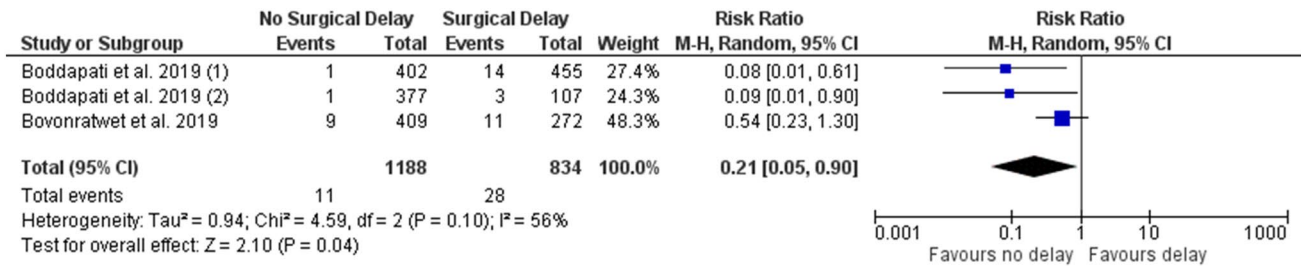 No Surgical Delay Surgical Delay Risk Ratio Risk Ratio
Study or Subgroup Events Total Events Total Weight M-H, Random, 95% CI M-H, Random, 95% CI
Boddapati et al. 2019 (1) 1 402 14 455 27.4% 0.08 [0.01, 0.61]
Boddapati et al. 2019 (2) 1 377 3 107 24.3% 0.09 [0.01, 0.90]
Bovonratwet et al. 2019 9 409 11 272 48.3% 0.54 [0.23, 1.30]
Total (95% CI) 1188 834 100.0% 0.21 [0.05, 0.90]
Total events 11 28
Heterogeneity: Tau² = 0.94; Chi² = 4.59, df = 2 (P = 0.10); I² = 56%
Test for overall effect: Z = 2.10 (P = 0.04)
0.001 0.1 1 10 1000
Favours no delay Favours delay